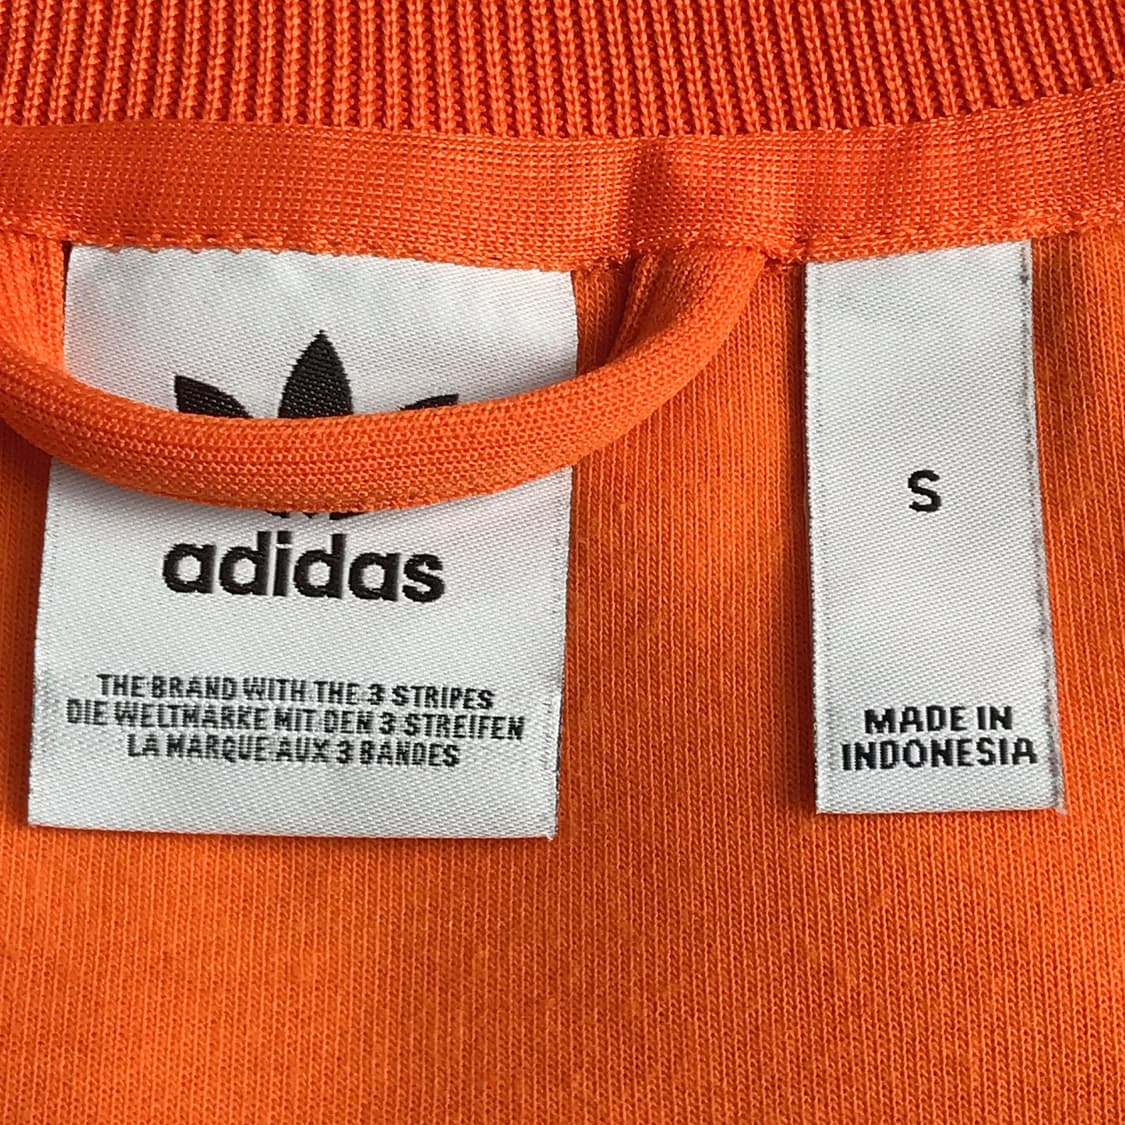 adidas
THE BRAND WITH THE 3 STRIPES
DIE WELTMARKE MIT DEN 3 STREIFEN
LA MARQUE AUX 3 BANDES
S
MADE IN
INDONESIA